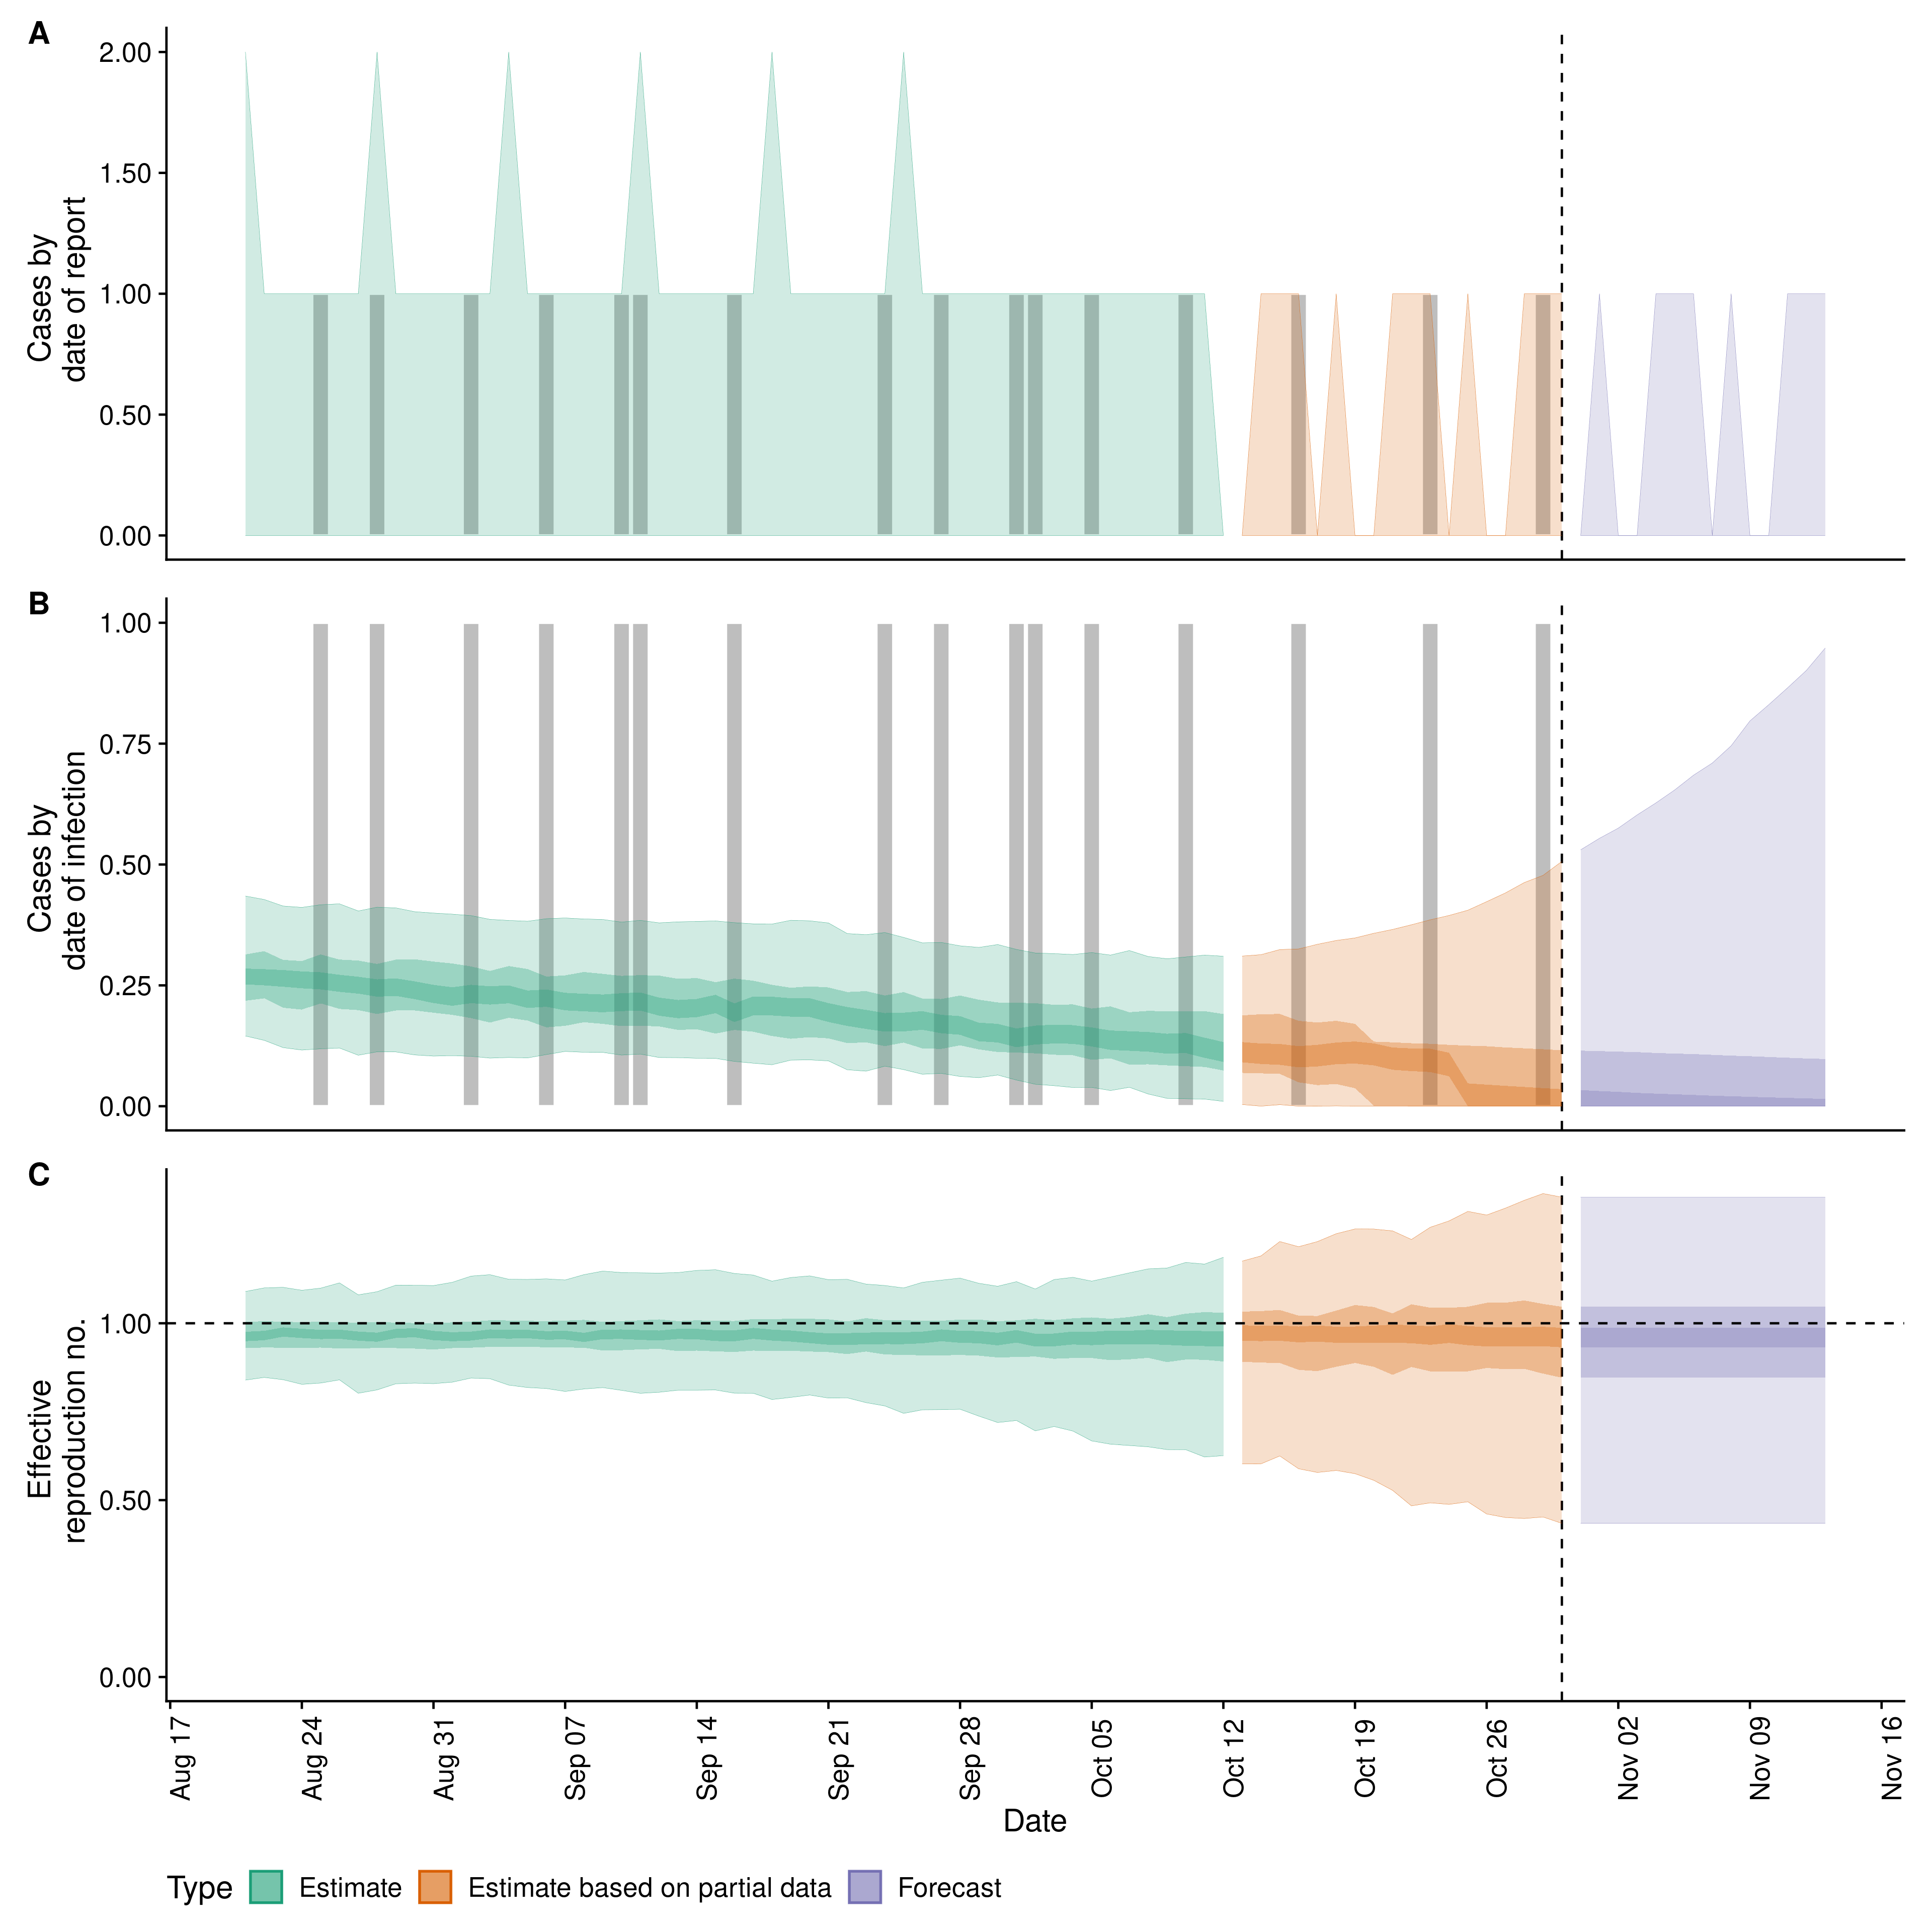 A
2.00
1.50
1.00
0.50
0.00
Cases by
date of report
B
1.00
0.75
0.50
0.25
0.00
Cases by
date of infection
C
1.00
0.50
0.00
Effective
reproduction no.
Aug 17
Aug 24
Aug 31
Sep 07
Sep 14
Sep 21
Sep 28
Oct 05
Oct 12
Oct 19
Oct 26
Nov 02
Nov 09
Nov 16
Date
Type Estimate Estimate based on partial data Forecast